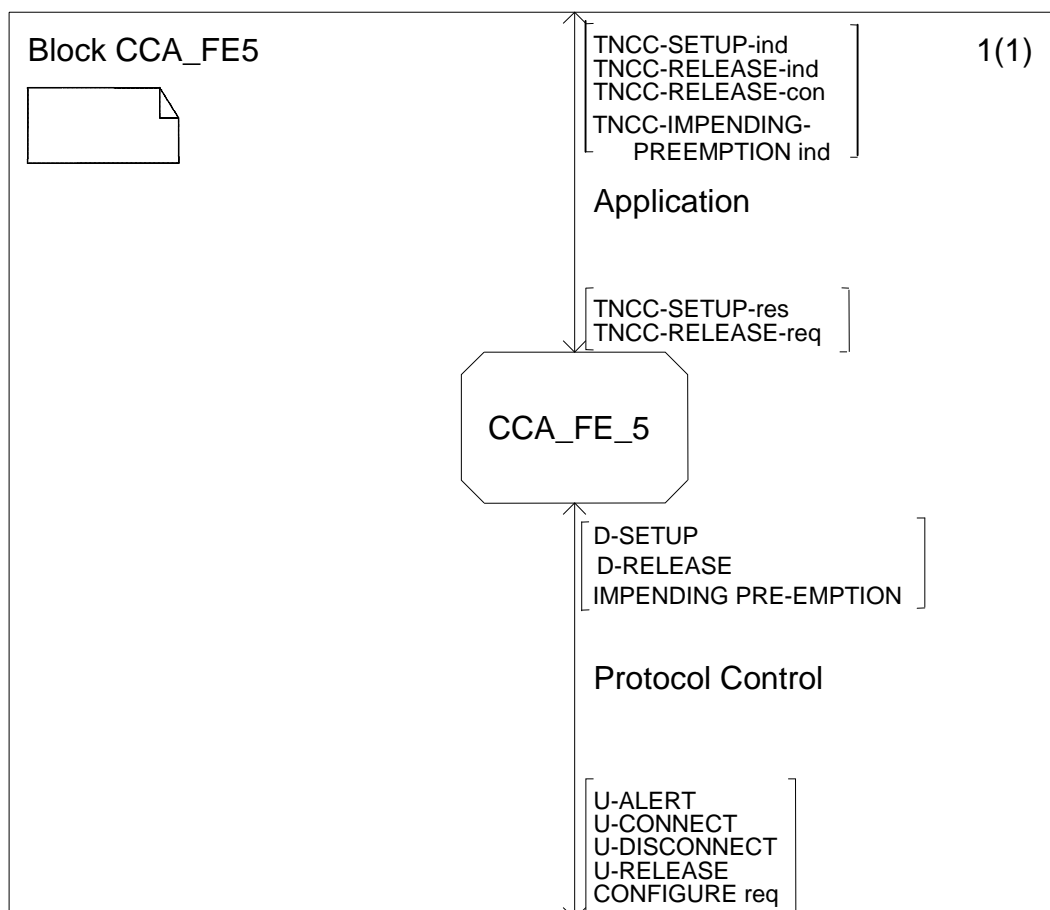 Block CCA_FE5
1(1)
TNCC-SETUP-ind
TNCC-RELEASE-ind
TNCC-RELEASE-con
TNCC-IMPENDING-
PREEMPTION ind
Application
TNCC-SETUP-res
TNCC-RELEASE-req
CCA_FE_5
D-SETUP
D-RELEASE
IMPENDING PRE-EMPTION
Protocol Control
U-ALERT
U-CONNECT
U-DISCONNECT
U-RELEASE
CONFIGURE req